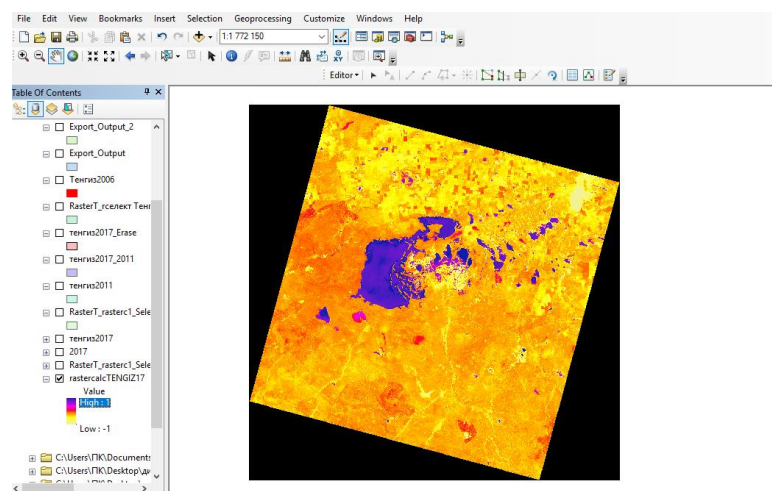 File Edit View Bookmarks Insert Selection Geoprocessing Customize Windows Help
1:1 772 150
Editor
Table Of Contents
Export_Output_2
Export_Output
Тенгиз2006
RasterT_rселект Тенг
тенгиз2017_Erase
тенгиз2017_2011
тенгиз2011
RasterT_rasterc1_Sele
тенгиз2017
2017
RasterT_rasterc1_Sele
rastercalcTENGIZ17
Value
High : 1
Low : -1
C:\Users\ПК\Documents
C:\Users\ПК\Desktop\ди